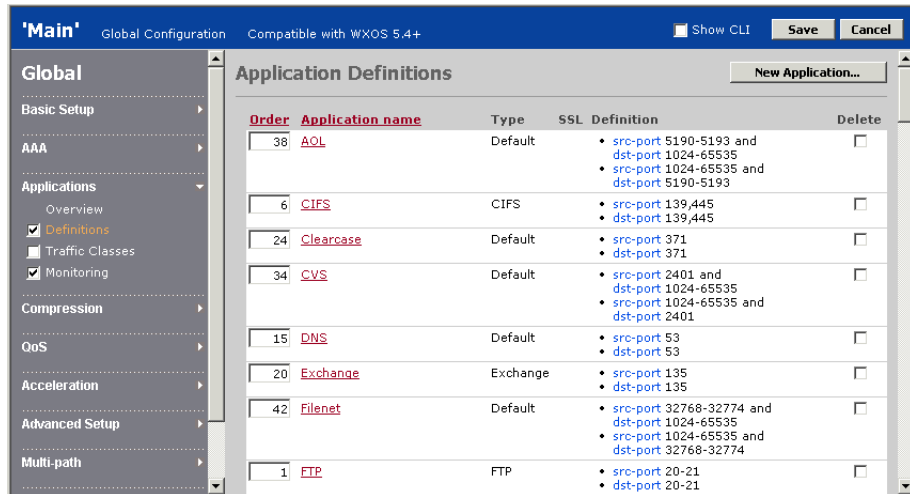 'Main' Global Configuration Compatible with WXOS 5.4+ Show CLI Save Cancel
Global
Basic Setup
AAA
Applications
Overview
Definitions
Traffic Classes
Monitoring
Compression
QoS
Acceleration
Advanced Setup
Multi-path
Application Definitions New Application...
Order Application name Type SSL Definition Delete
38 AOL Default • src-port 5190-5193 and
dst-port 1024-65535
• src-port 1024-65535 and
dst-port 5190-5193
6 CIFS CIFS • src-port 139,445
• dst-port 139,445
24 Clearcase Default • src-port 371
• dst-port 371
34 CVS Default • src-port 2401 and
dst-port 1024-65535
• src-port 1024-65535 and
dst-port 2401
15 DNS Default • src-port 53
• dst-port 53
20 Exchange Exchange • src-port 135
• dst-port 135
42 Filenet Default • src-port 32768-32774 and
dst-port 1024-65535
• src-port 1024-65535 and
dst-port 32768-32774
1 FTP FTP • src-port 20-21
• dst-port 20-21